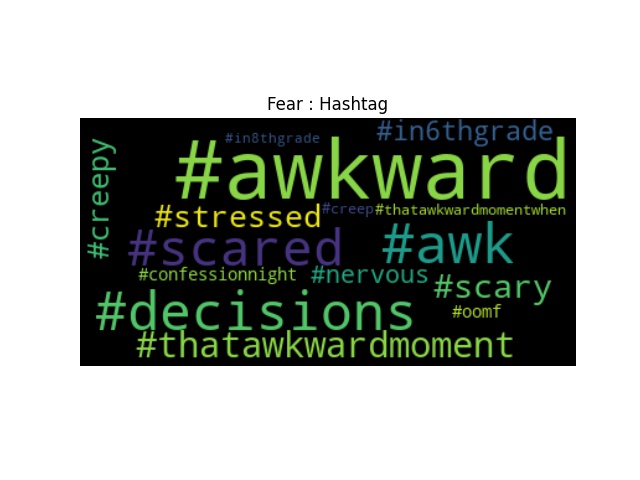 Fear : Hashtag
#in8thgrade
#in6thgrade
#awkward
#creepy
#stressed
#creep
#thatawkwardmomentwhen
#scared
#awk
#confessionnight
#nervous
#scary
#decisions
#oomf
#thatawkwardmoment